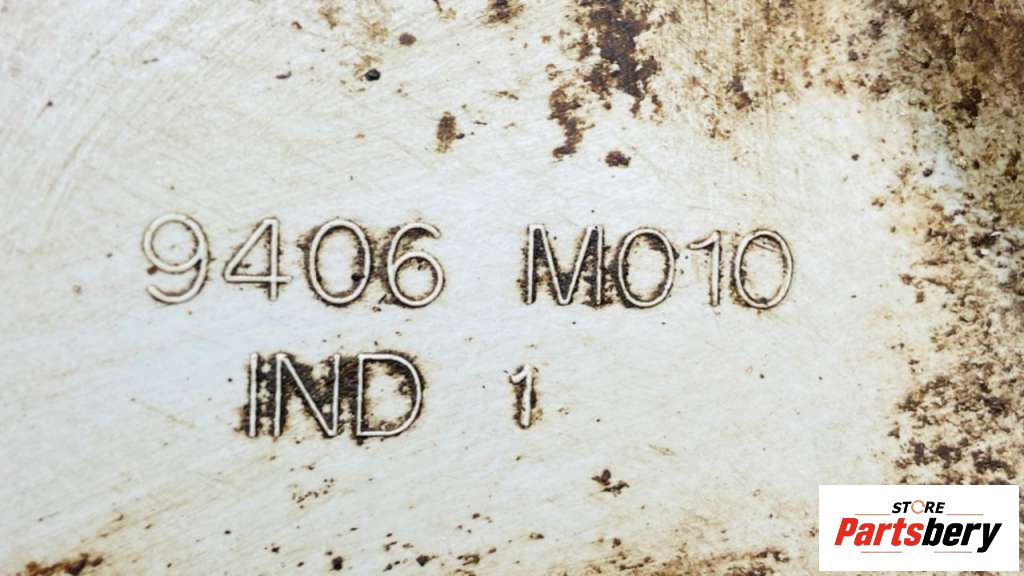 9406 M010
IND 1
STORE
Partsbery